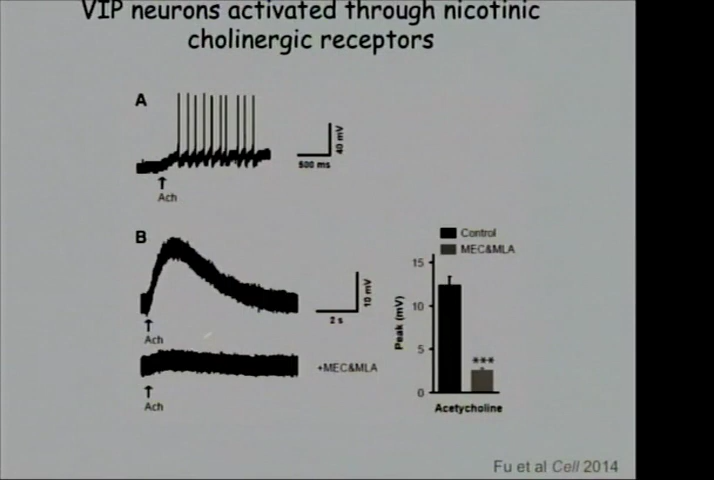 VIP neurons activated through nicotinic
cholinergic receptors
A
40 mV
500 ms
Ach
B
10 mV
2 s
Ach
+MEC&MLA
Ach
Control
MEC&MLA
15
10
5
0
Peak (mV)
***
Acetycholine
Fu et al Cell 2014